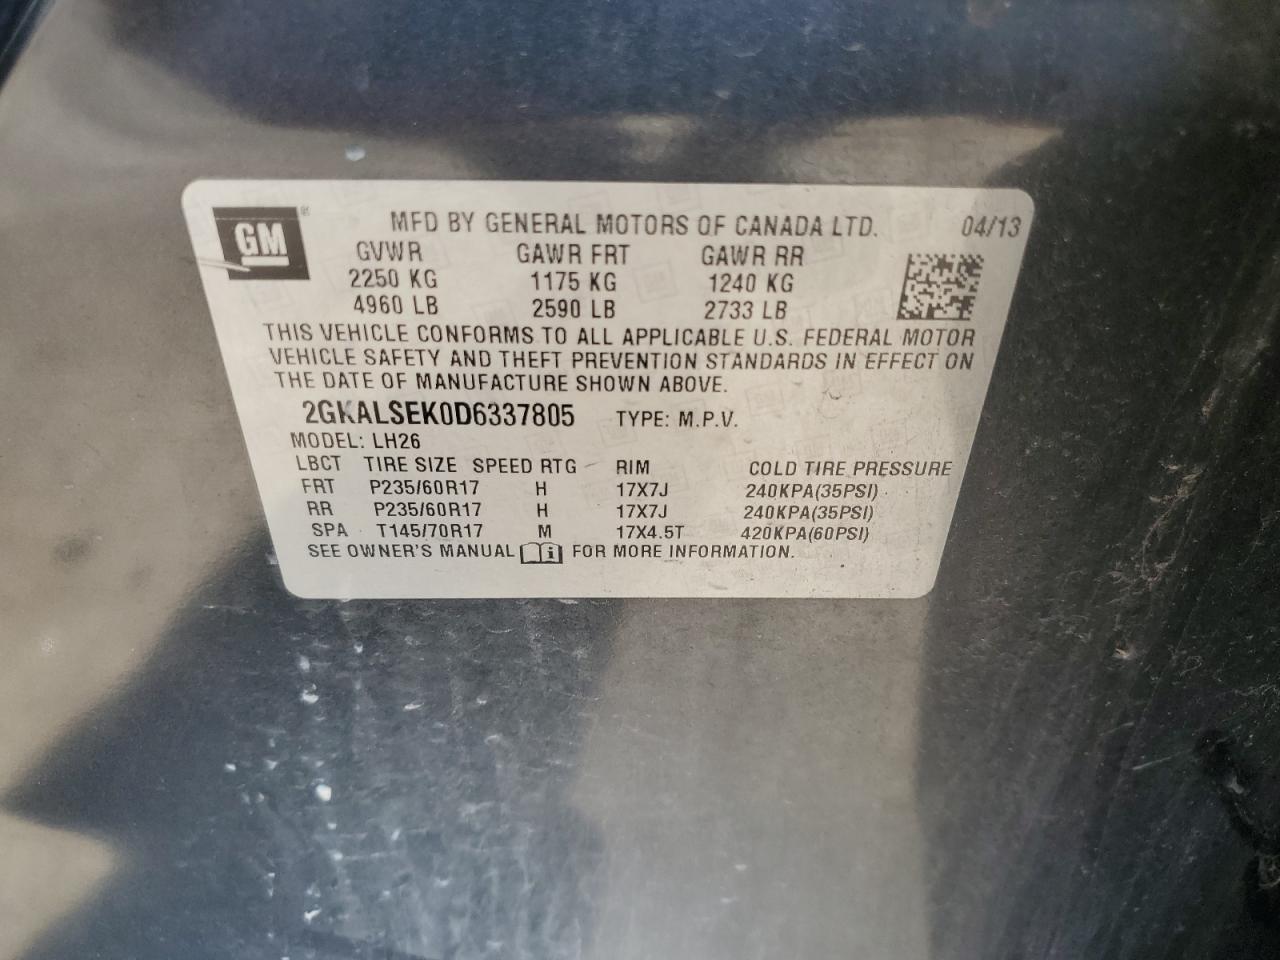 GM ®
MFD BY GENERAL MOTORS OF CANADA LTD. 04/13
GVWR GAWR FRT GAWR RR
2250 KG 1175 KG 1240 KG
4960 LB 2590 LB 2733 LB
THIS VEHICLE CONFORMS TO ALL APPLICABLE U.S. FEDERAL MOTOR
VEHICLE SAFETY AND THEFT PREVENTION STANDARDS IN EFFECT ON
THE DATE OF MANUFACTURE SHOWN ABOVE.
2GKALSEK0D6337805 TYPE: M.P.V.
MODEL: LH26
LBCT TIRE SIZE SPEED RTG RIM COLD TIRE PRESSURE
FRT P235/60R17 H 17X7J 240KPA(35PSI)
RR P235/60R17 H 17X7J 240KPA(35PSI)
SPA T145/70R17 M 17X4.5T 420KPA(60PSI)
SEE OWNER'S MANUAL i FOR MORE INFORMATION.